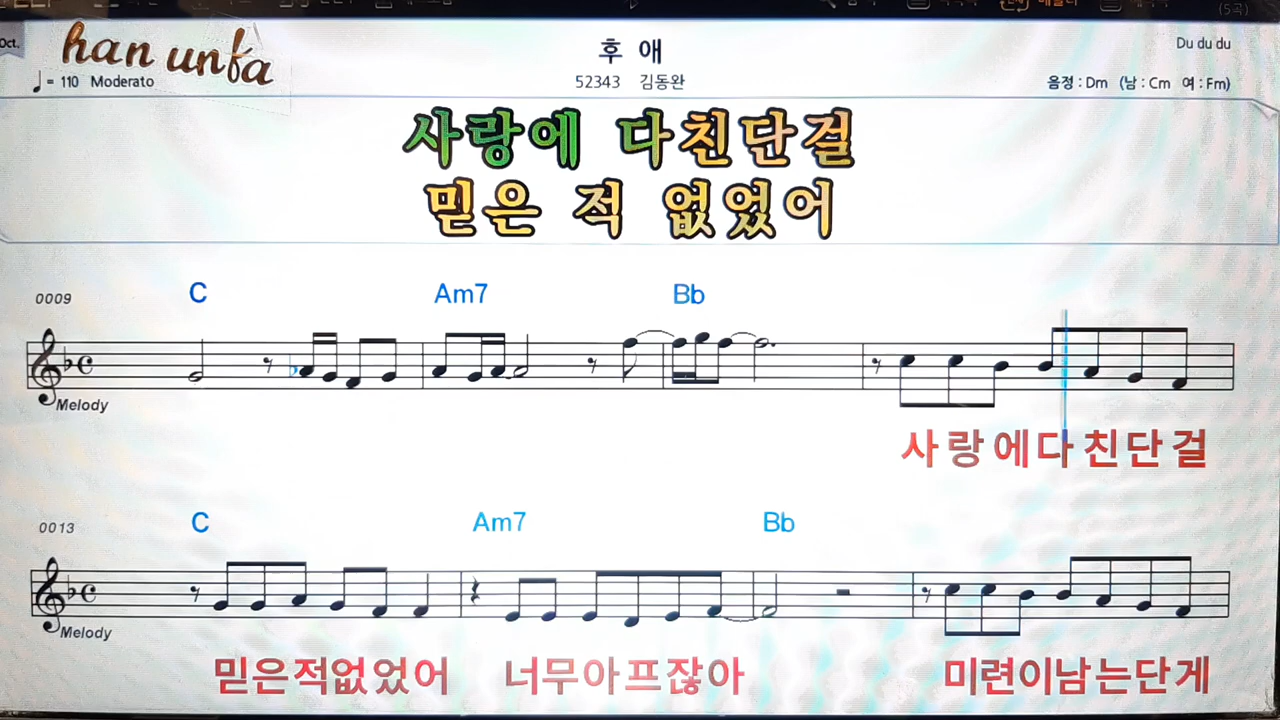 (5곡)
Oct.
han unfa
♩ = 110 Moderato
후 애
52343 김동완
Du du du
음정 : Dm (남 : Cm 여 : Fm)
사랑에 다친단걸
믿은 적 없었어
0009
C Am7 Bb
Melody
사랑에다친단걸
0013
C Am7 Bb
Melody
믿은적없었어 너무아프잖아 미련이남는단게